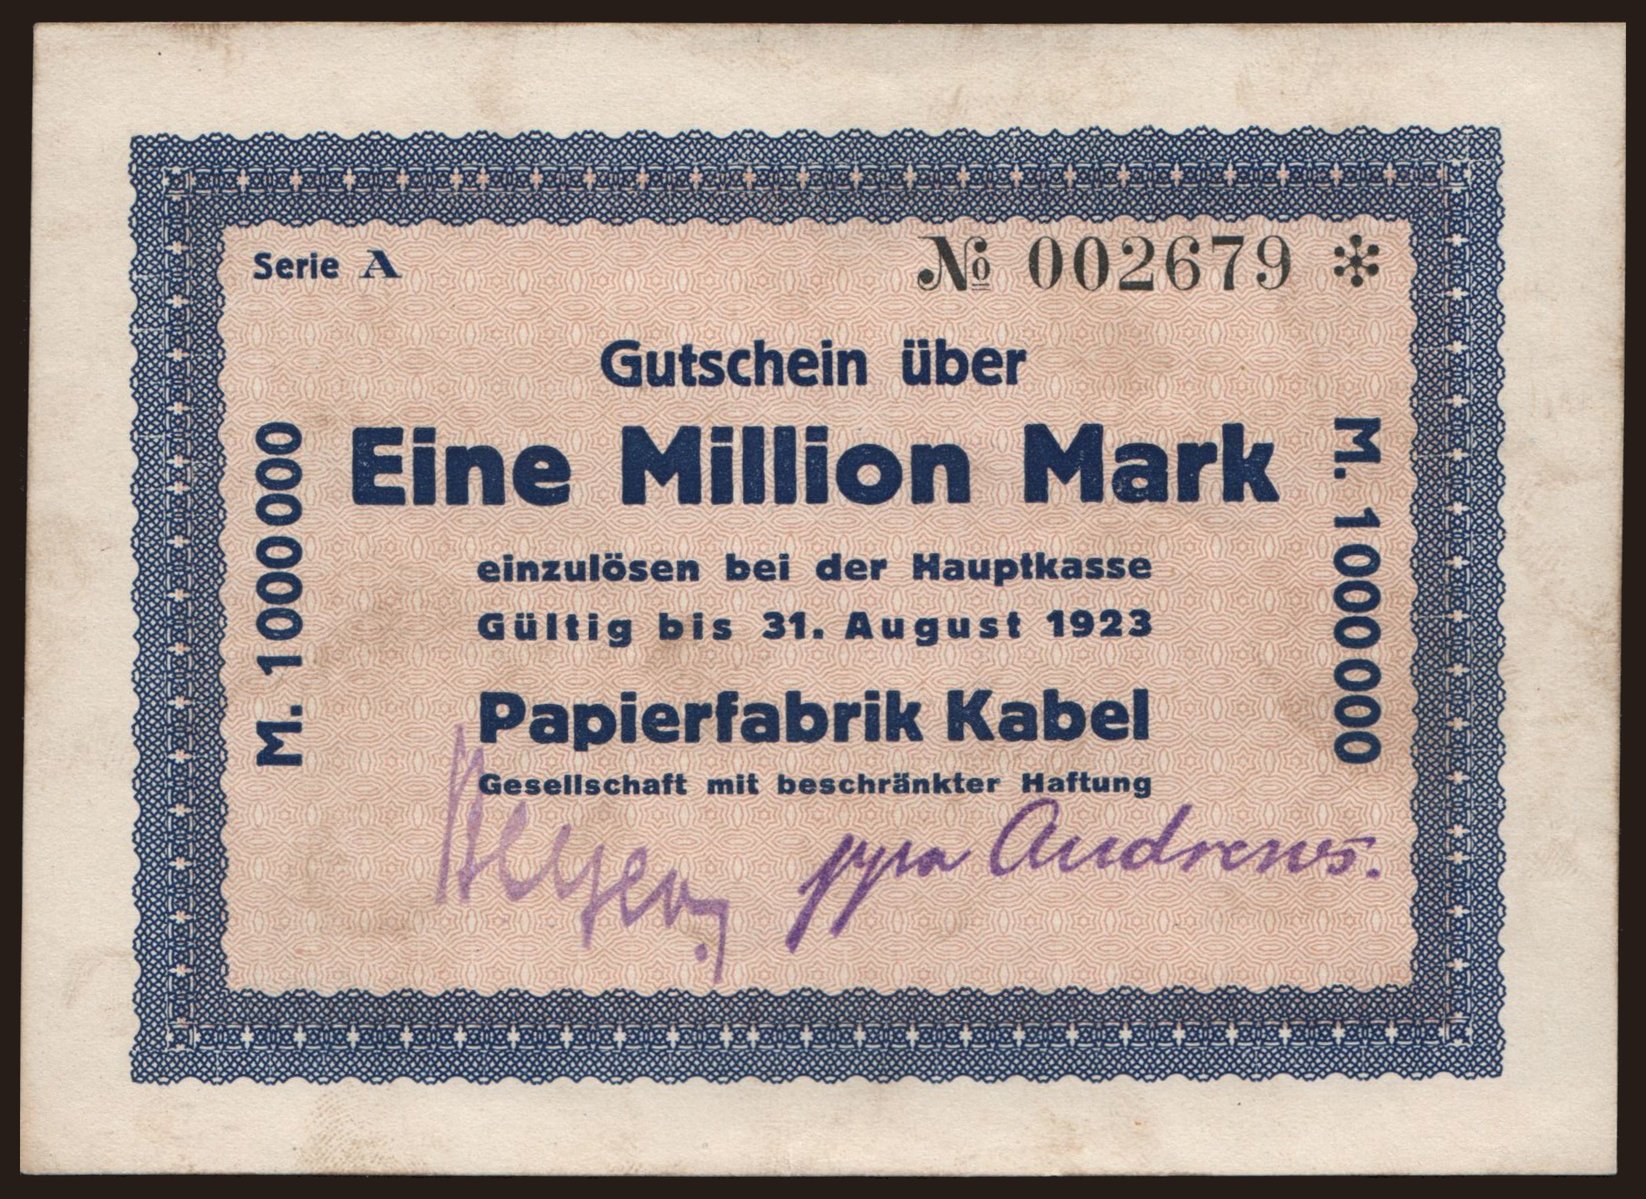 Serie A
№ 002679 *
Gutschein über
Eine Million Mark
M. 1000000
M. 1000000
einzulösen bei der Hauptkasse
Gültig bis 31. August 1923
Papierfabrik Kabel
Gesellschaft mit beschränkter Haftung
ppa